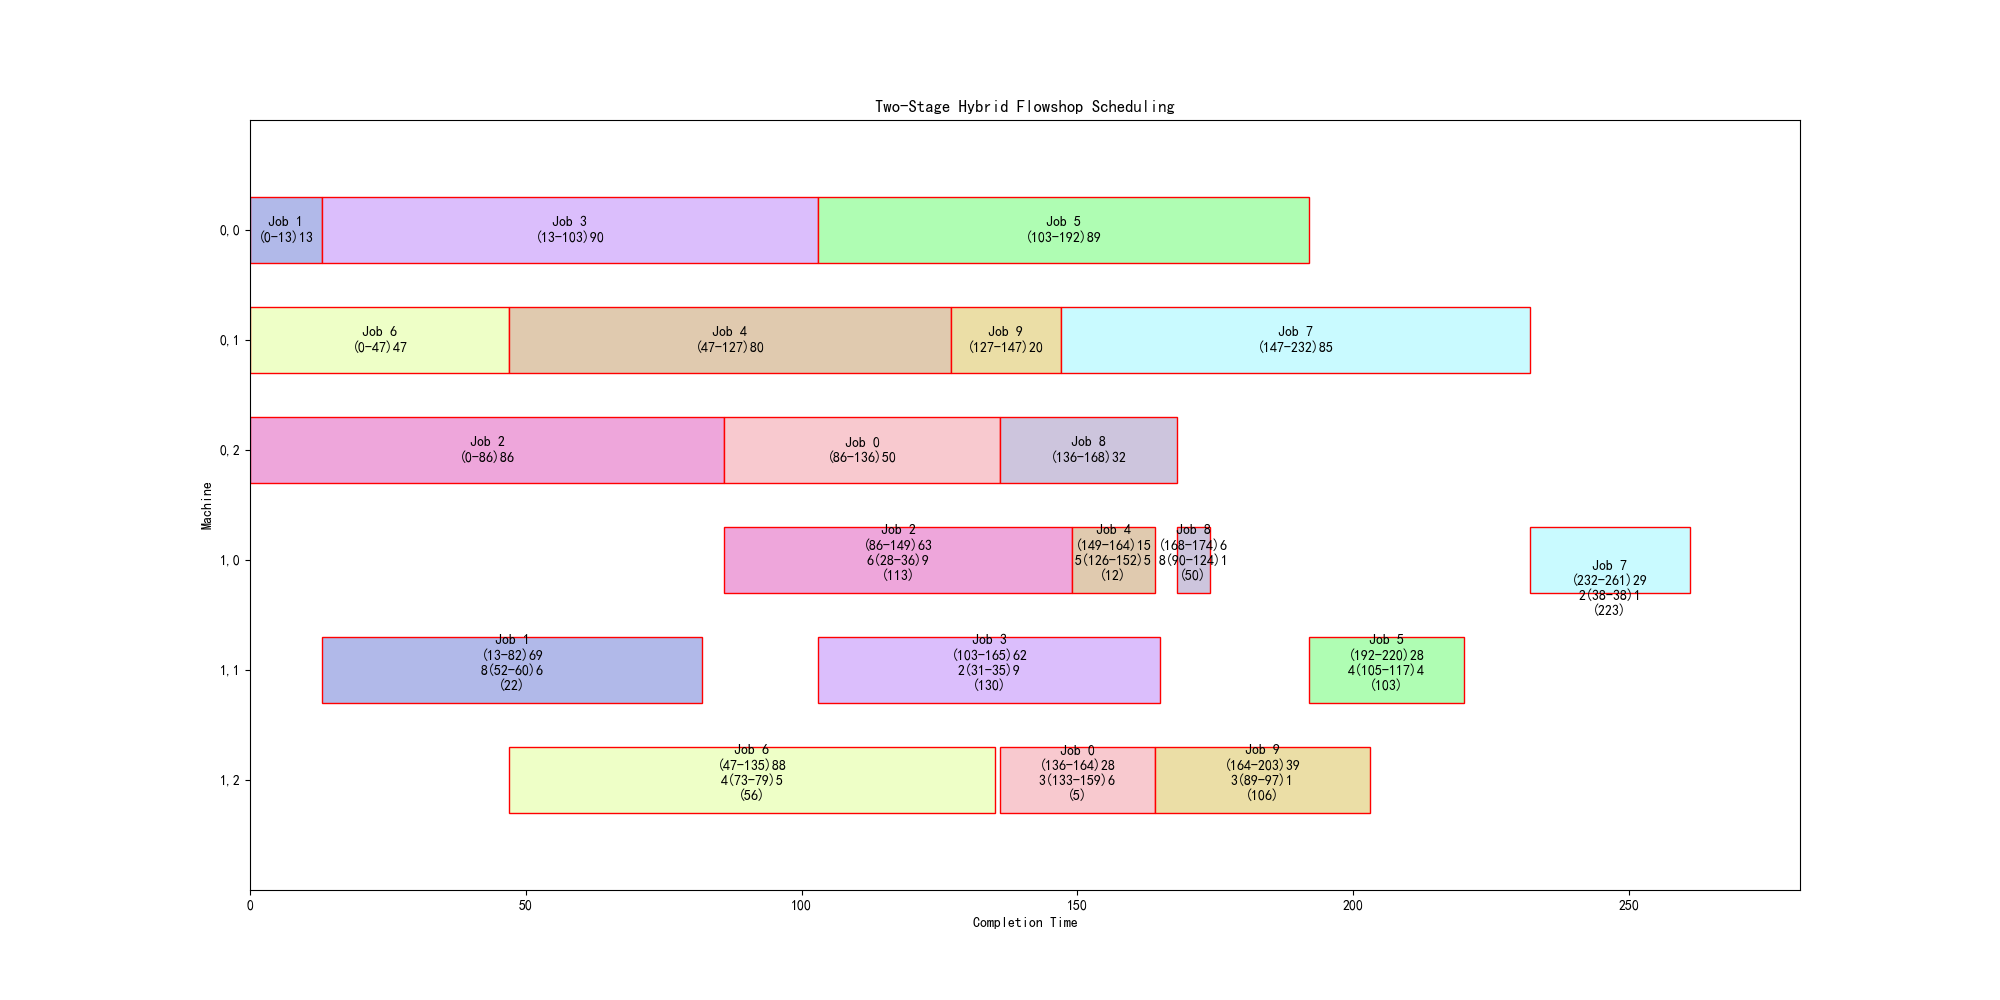 Two-Stage Hybrid Flowshop Scheduling
Machine
0,0
Job 1
(0-13)13
Job 3
(13-103)90
Job 5
(103-192)89
0,1
Job 6
(0-47)47
Job 4
(47-127)80
Job 9
(127-147)20
Job 7
(147-232)85
0,2
Job 2
(0-86)86
Job 0
(86-136)50
Job 8
(136-168)32
1,0
Job 2
(86-149)63
6(28-36)9
(113)
Job 4
(149-164)15
5(126-152)5
(12)
Job 8
(168-174)6
8(90-124)1
(50)
Job 7
(232-261)29
2(38-38)1
(223)
1,1
Job 1
(13-82)69
8(52-60)6
(22)
Job 3
(103-165)62
2(31-35)9
(130)
Job 5
(192-220)28
4(105-117)4
(103)
1,2
Job 6
(47-135)88
4(73-79)5
(56)
Job 0
(136-164)28
3(133-159)6
(5)
Job 9
(164-203)39
3(89-97)1
(106)
0
50
100
150
200
250
Completion Time